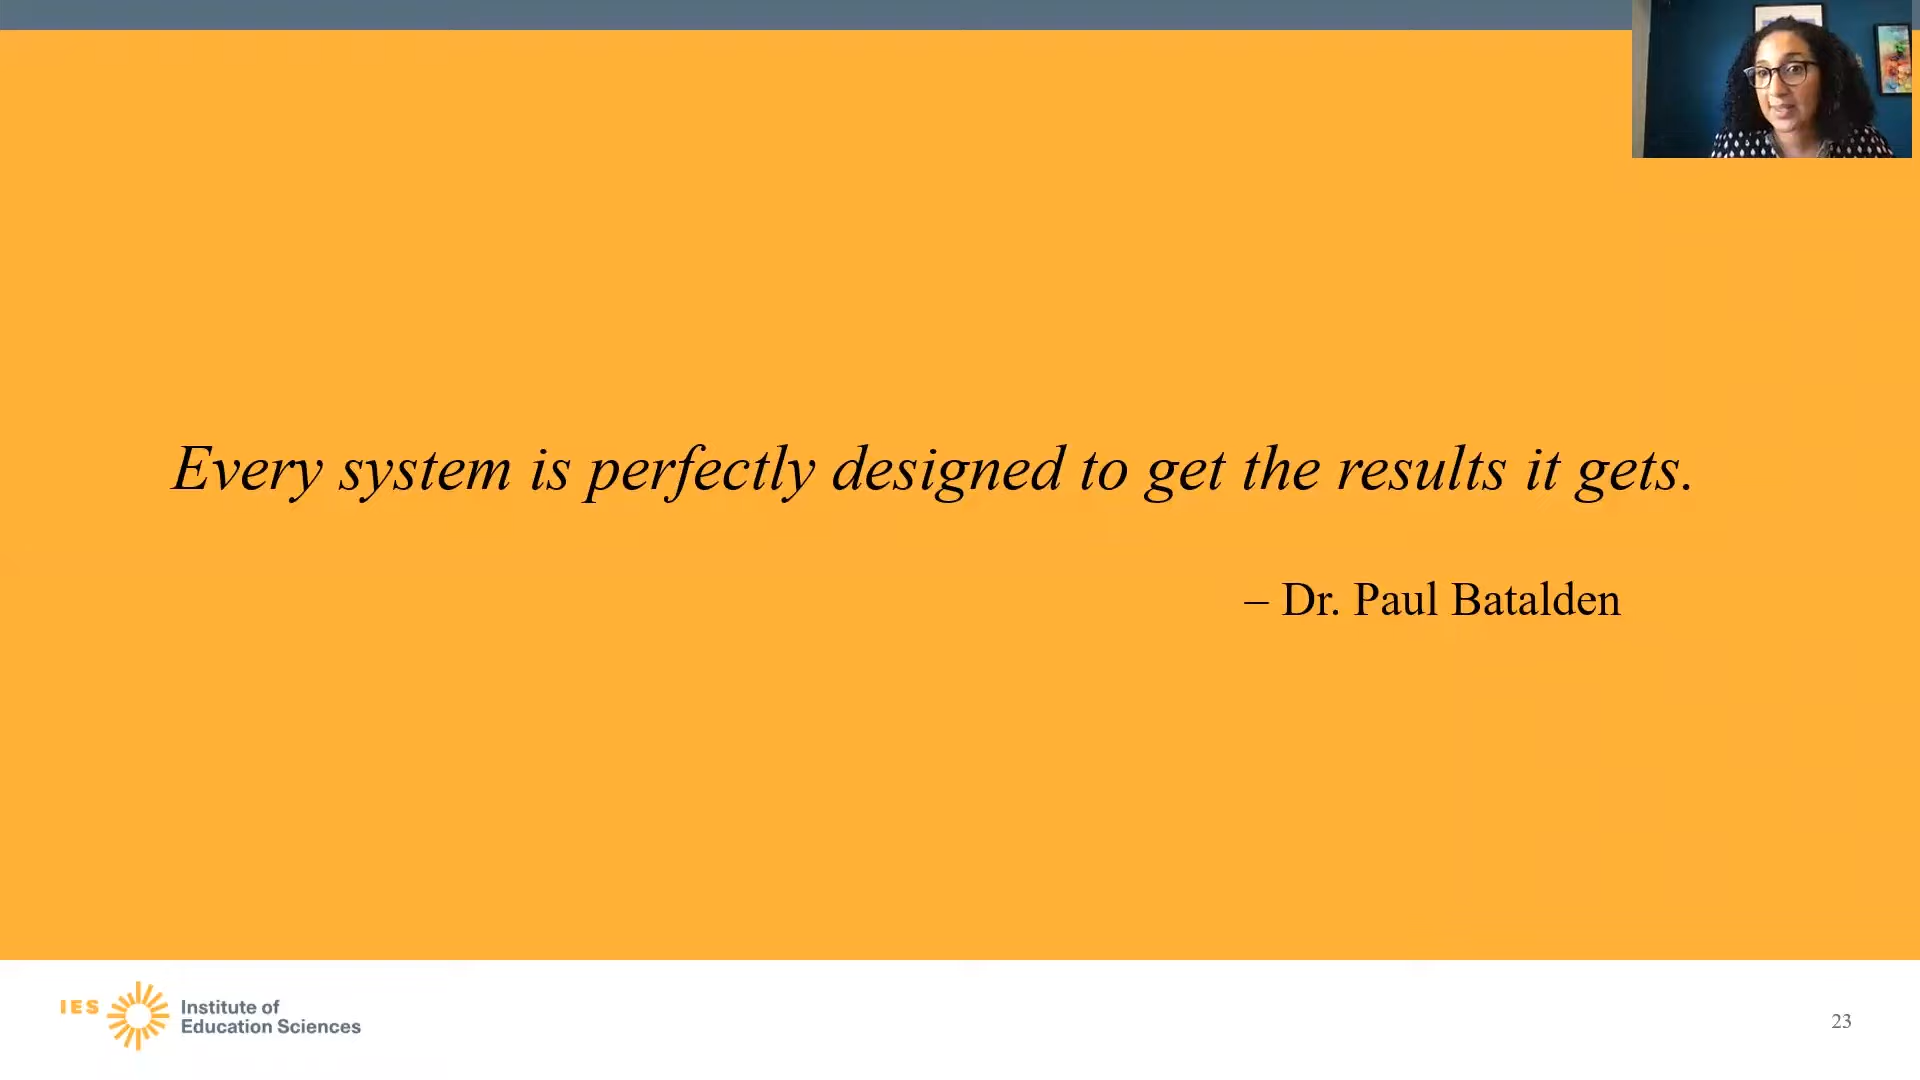 Every system is perfectly designed to get the results it gets.
– Dr. Paul Batalden
IES
Institute of
Education Sciences
23